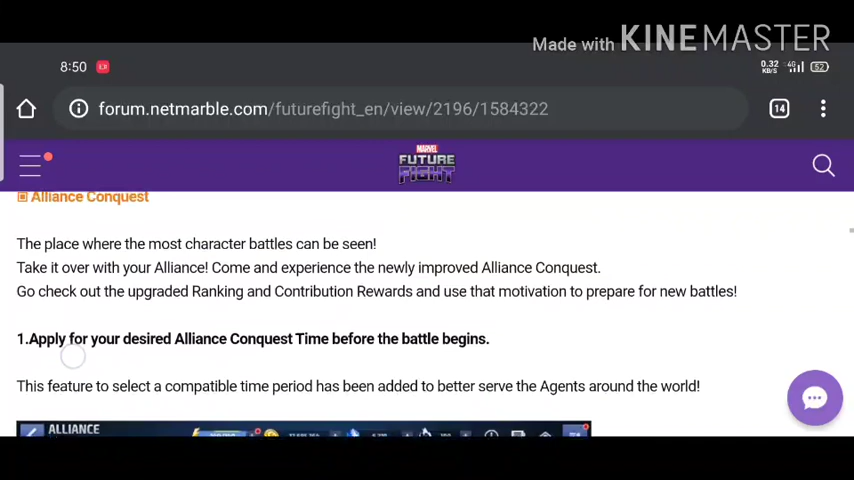 Made with KINEMASTER
8:50
0.32 KB/S 4G 52
forum.netmarble.com/futurefight_en/view/2196/1584322
14
MARVEL
FUTURE
FIGHT
Alliance Conquest
The place where the most character battles can be seen!
Take it over with your Alliance! Come and experience the newly improved Alliance Conquest.
Go check out the upgraded Ranking and Contribution Rewards and use that motivation to prepare for new battles!
1.Apply for your desired Alliance Conquest Time before the battle begins.
This feature to select a compatible time period has been added to better serve the Agents around the world!
ALLIANCE